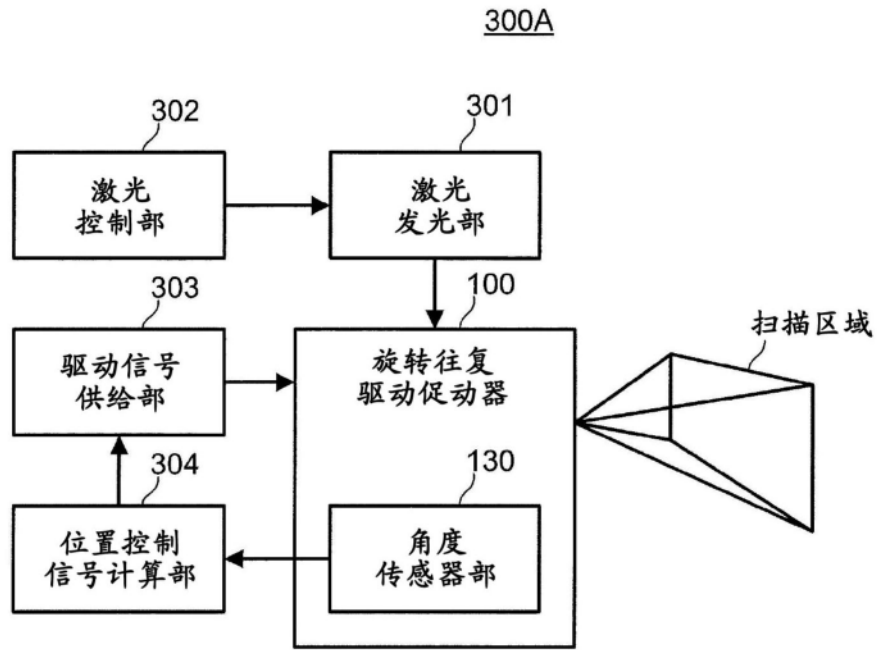 300A
302
激光
控制部
301
激光
发光部
303
驱动信号
供给部
100
旋转往复
驱动促动器
扫描区域
304
位置控制
信号计算部
130
角度
传感器部